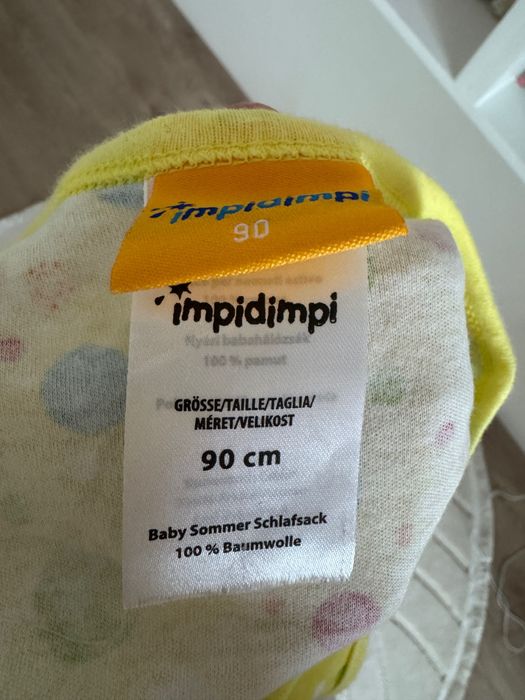 impidimpi
90
impidimpi
Nyári babahálózsák
100 % pamut
GRÖSSE/TAILLE/TAGLIA/
MÉRET/VELIKOST
90 cm
Baby Sommer Schlafsack
100 % Baumwolle